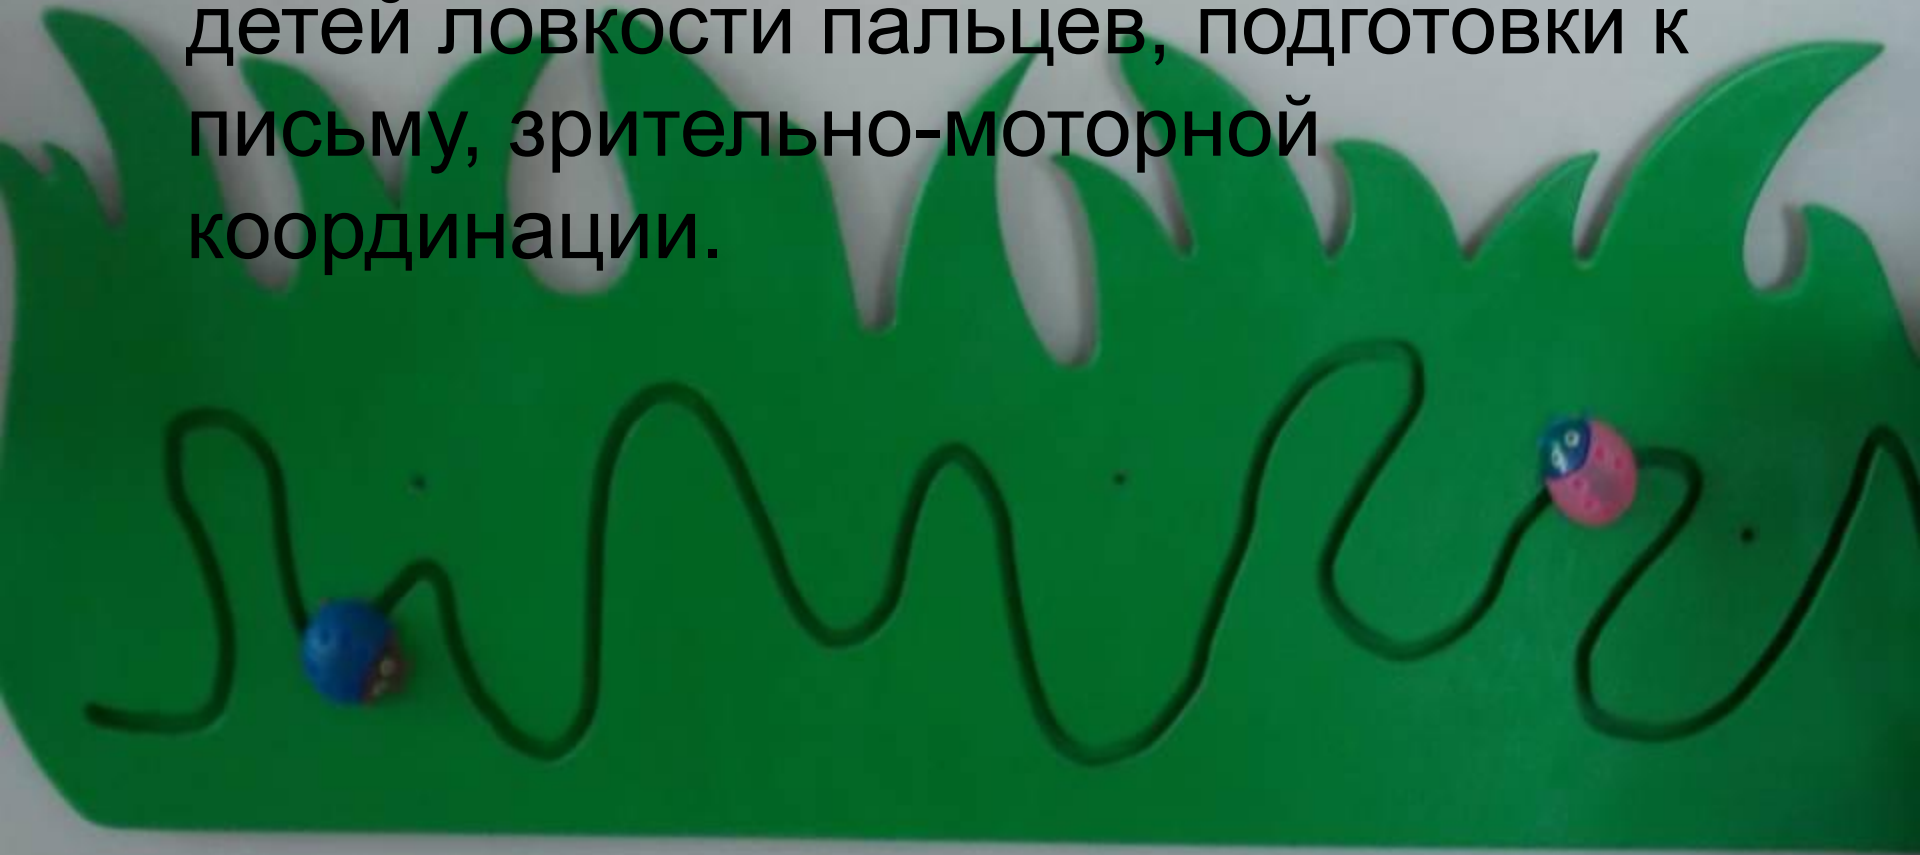 детей ловкости пальцев, подготовки к
письму, зрительно-моторной
координации.